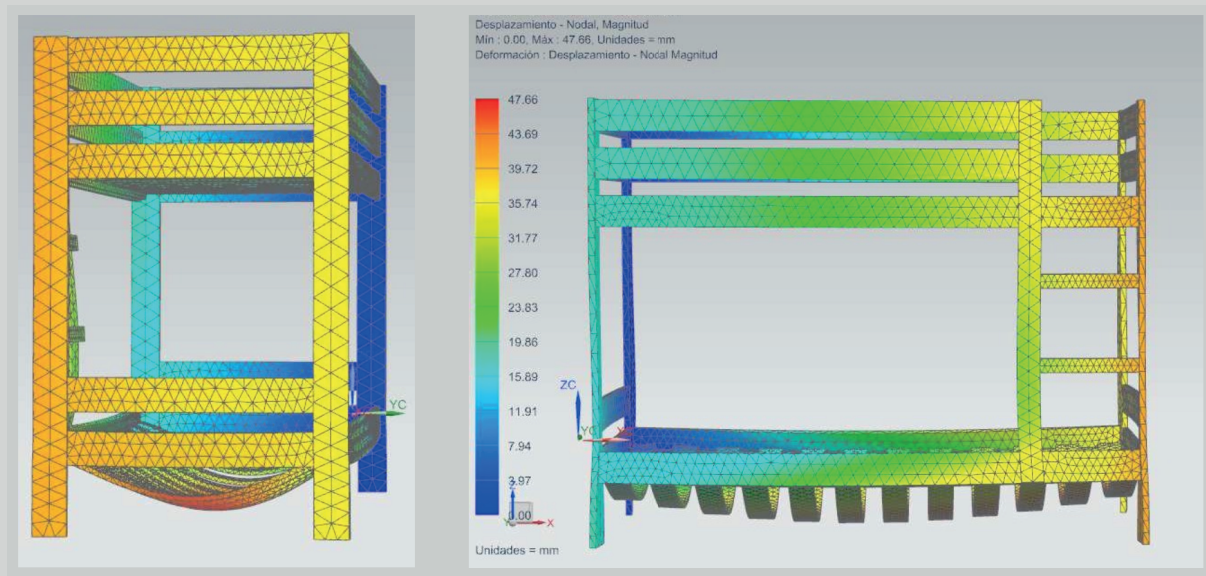 Desplazamiento - Nodal, Magnitud
Mín : 0.00, Máx : 47.66, Unidades = mm
Deformación : Desplazamiento - Nodal Magnitud
47.66
43.69
39.72
35.74
31.77
27.80
23.83
19.86
15.89
11.91
7.94
3.97
0.00
Unidades = mm
YC
ZC
YC
X
Z
Y
X